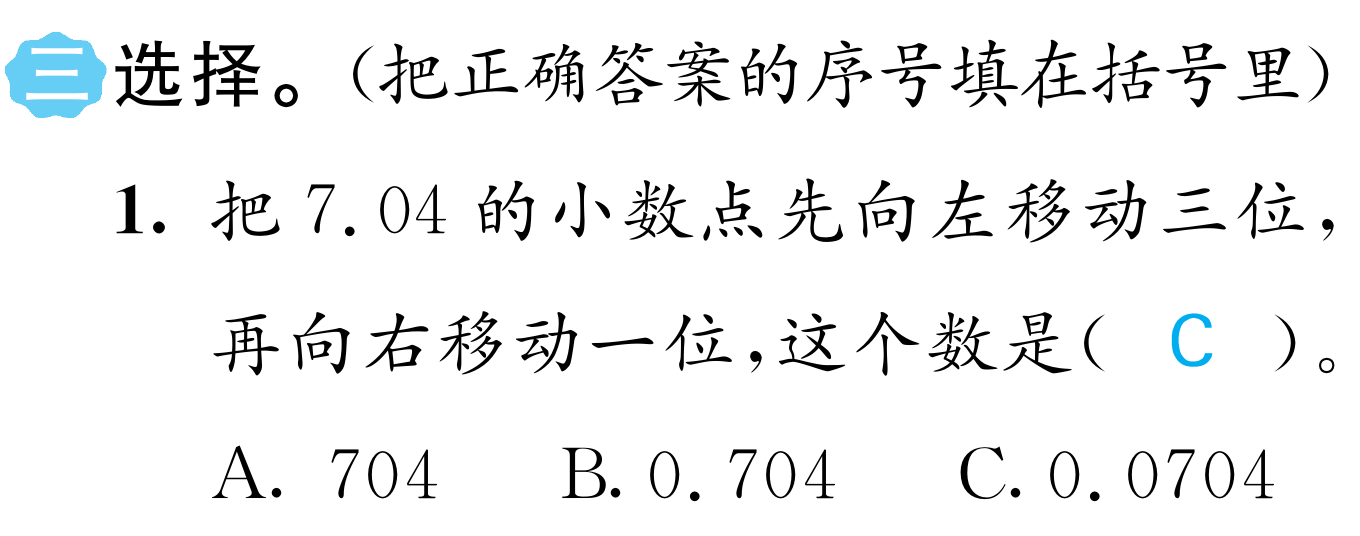 三 选择。(把正确答案的序号填在括号里)
1. 把 7.04 的小数点先向左移动三位,
再向右移动一位,这个数是( C )。
A. 704 B. 0.704 C. 0.0704